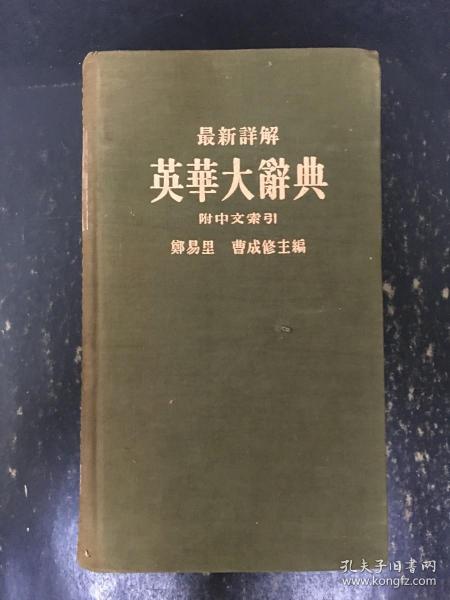 最新詳解
英華大辭典
附中文索引
鄭易里 曹成修主編
孔夫子旧书网
www.kongfz.com